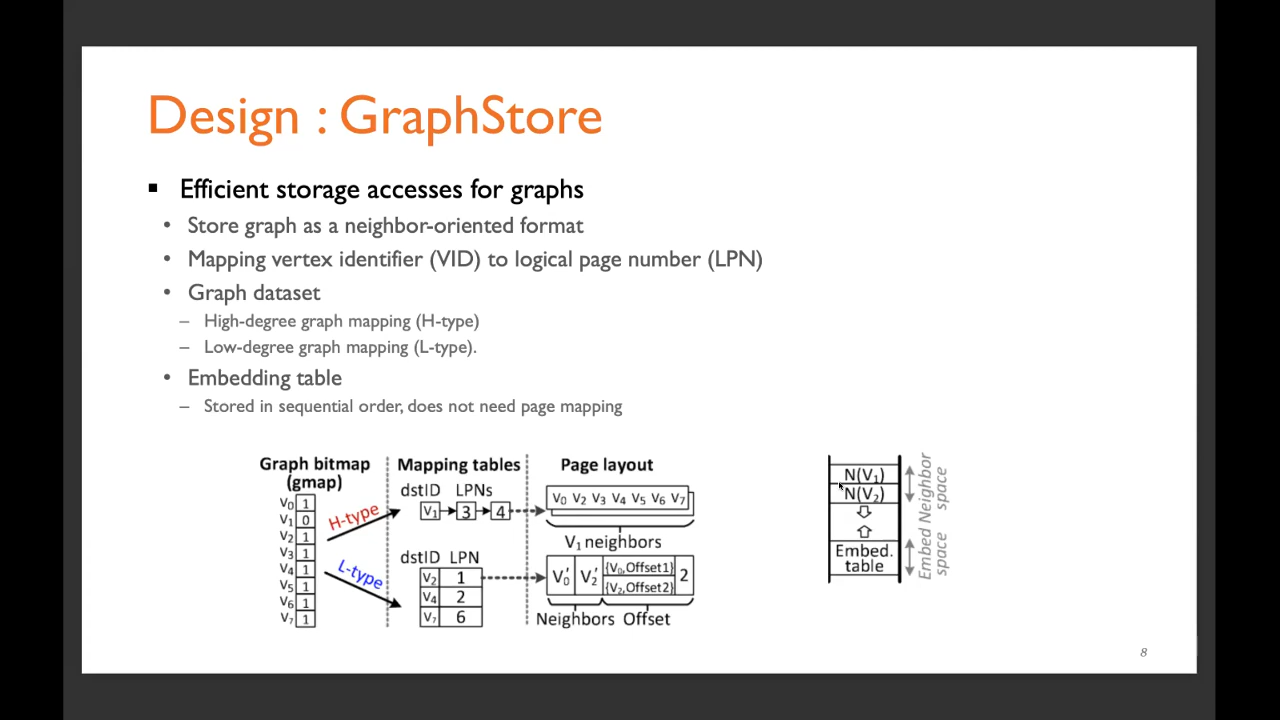 Design : GraphStore
▪ Efficient storage accesses for graphs
• Store graph as a neighbor-oriented format
• Mapping vertex identifier (VID) to logical page number (LPN)
• Graph dataset
– High-degree graph mapping (H-type)
– Low-degree graph mapping (L-type).
• Embedding table
– Stored in sequential order, does not need page mapping
Graph bitmap
(gmap)
V0 1
V1 0
V2 1
V3 1
V4 1
V5 1
V6 1
V7 1
H-type
L-type
Mapping tables
dstID LPNs
V1 3 4
dstID LPN
V2 1
V4 2
V7 6
Page layout
V0 V2 V3 V4 V5 V6 V7
V1 neighbors
V0' V2' {V0,Offset1} 2
{V2,Offset2}
Neighbors Offset
N(V1)
N(V2)
Embed.
table
Neighbor
space
Embed
space
8